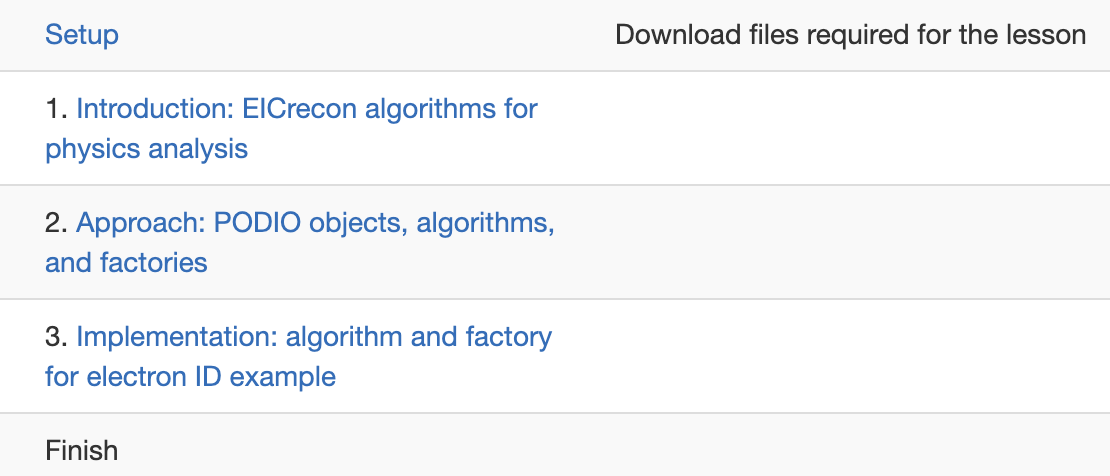 Setup
Download files required for the lesson
1. Introduction: EICrecon algorithms for
physics analysis
2. Approach: PODIO objects, algorithms,
and factories
3. Implementation: algorithm and factory
for electron ID example
Finish